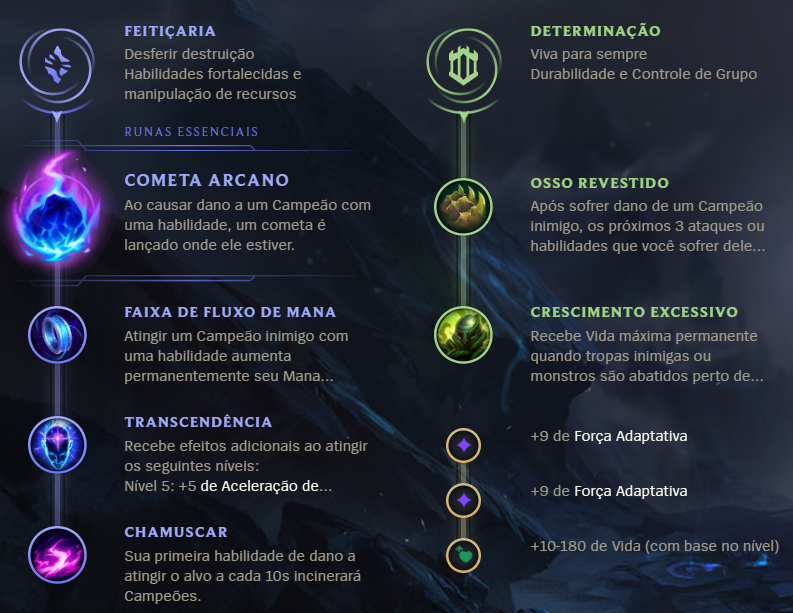 FEITIÇARIA
Desferir destruição
Habilidades fortalecidas e
manipulação de recursos
RUNAS ESSENCIAIS
COMETA ARCANO
Ao causar dano a um Campeão com
uma habilidade, um cometa é
lançado onde ele estiver.
FAIXA DE FLUXO DE MANA
Atingir um Campeão inimigo com
uma habilidade aumenta
permanentemente seu Mana...
TRANSCENDÊNCIA
Recebe efeitos adicionais ao atingir
os seguintes níveis:
Nível 5: +5 de Aceleração de...
CHAMUSCAR
Sua primeira habilidade de dano a
atingir o alvo a cada 10s incinerará
Campeões.
DETERMINAÇÃO
Viva para sempre
Durabilidade e Controle de Grupo
OSSO REVESTIDO
Após sofrer dano de um Campeão
inimigo, os próximos 3 ataques ou
habilidades que você sofrer dele...
CRESCIMENTO EXCESSIVO
Recebe Vida máxima permanente
quando tropas inimigas ou
monstros são abatidos perto de...
+9 de Força Adaptativa
+9 de Força Adaptativa
+10-180 de Vida (com base no nível)